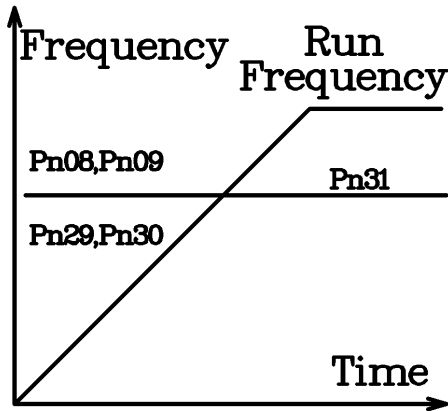 Frequency
Run
Frequency
Pn08,Pn09
Pn31
Pn29,Pn30
Time